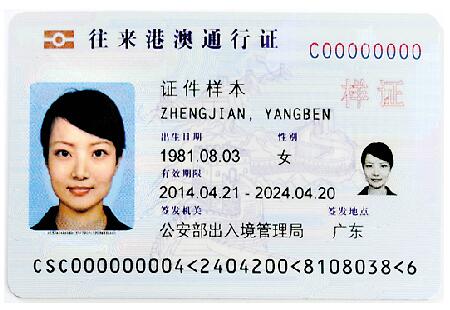 往来港澳通行证
C00000000
样证
证件样本
ZHENGJIAN, YANGBEN
出生日期 性别
1981.08.03 女
有效期限
2014.04.21 - 2024.04.20
签发机关 签发地点
公安部出入境管理局 广东
CSC000000004<2404200<8108038<6